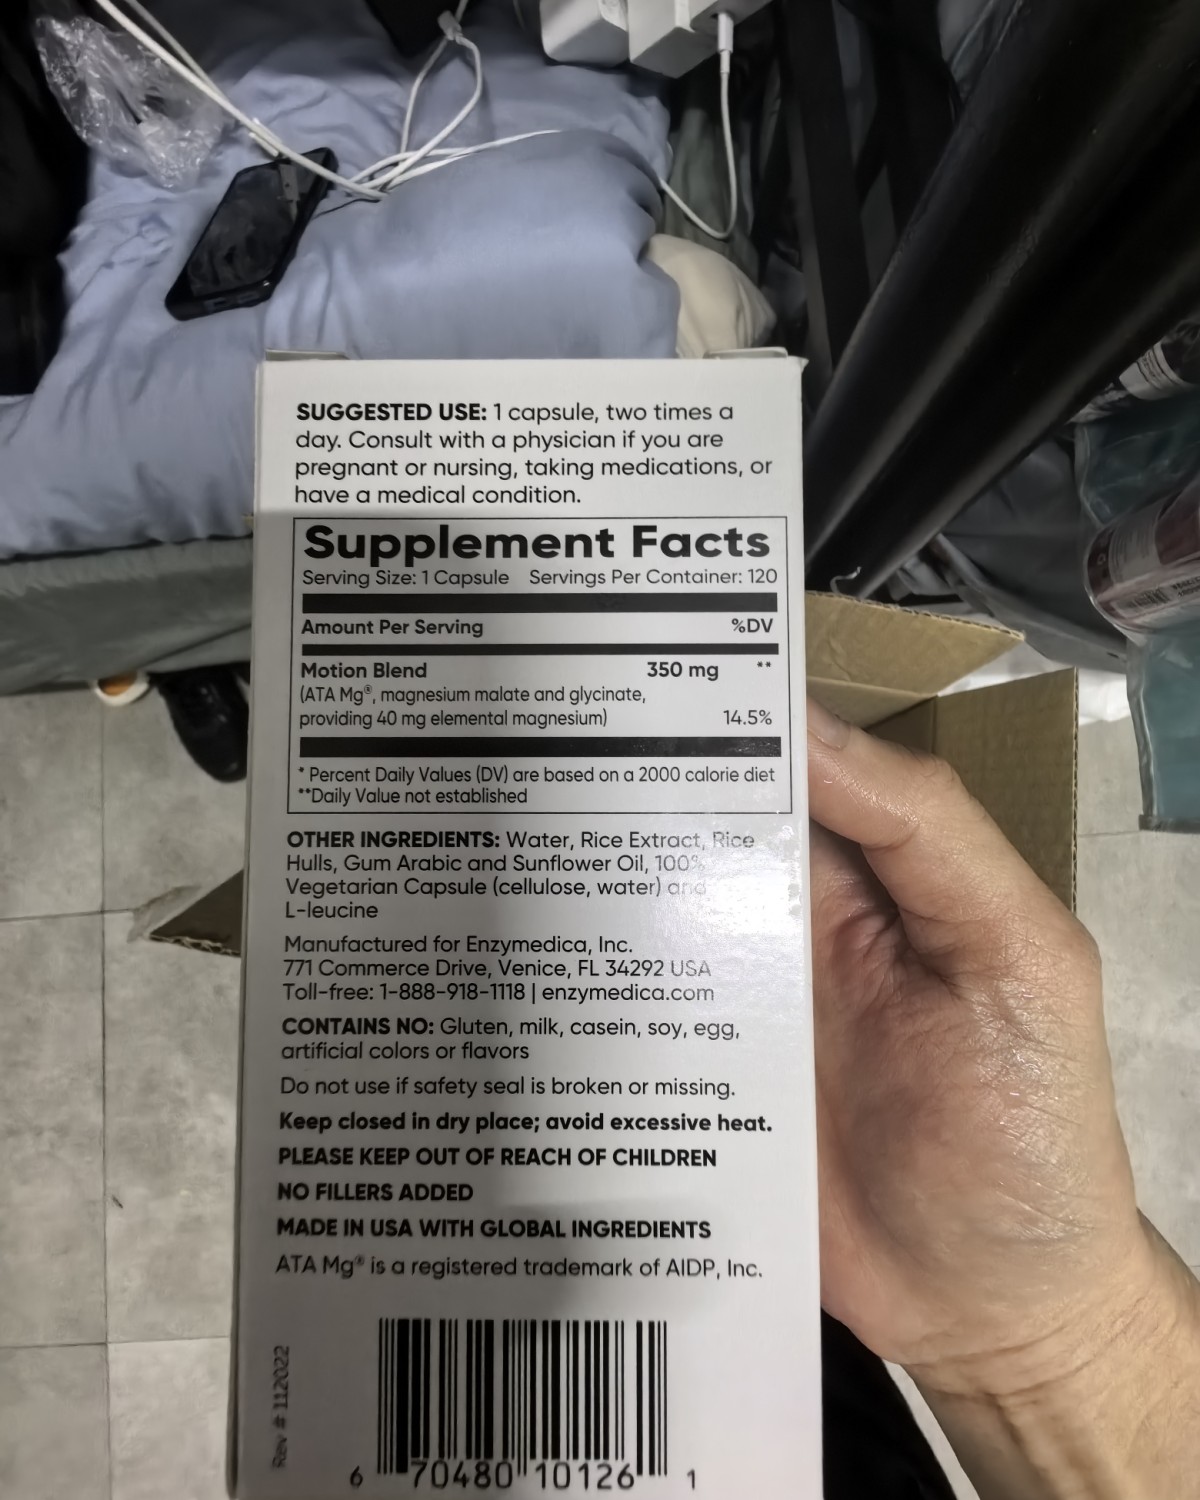 SUGGESTED USE: 1 capsule, two times a
day. Consult with a physician if you are
pregnant or nursing, taking medications, or
have a medical condition.
Supplement Facts
Serving Size: 1 Capsule Servings Per Container: 120
Amount Per Serving %DV
Motion Blend 350 mg **
(ATA Mg®, magnesium malate and glycinate,
providing 40 mg elemental magnesium) 14.5%
* Percent Daily Values (DV) are based on a 2000 calorie diet
**Daily Value not established
OTHER INGREDIENTS: Water, Rice Extract, Rice
Hulls, Gum Arabic and Sunflower Oil, 100%
Vegetarian Capsule (cellulose, water) and
L-leucine
Manufactured for Enzymedica, Inc.
771 Commerce Drive, Venice, FL 34292 USA
Toll-free: 1-888-918-1118 | enzymedica.com
CONTAINS NO: Gluten, milk, casein, soy, egg,
artificial colors or flavors
Do not use if safety seal is broken or missing.
Keep closed in dry place; avoid excessive heat.
PLEASE KEEP OUT OF REACH OF CHILDREN
NO FILLERS ADDED
MADE IN USA WITH GLOBAL INGREDIENTS
ATA Mg® is a registered trademark of AIDP, Inc.
Rev # 112022
6 70480 10126 1